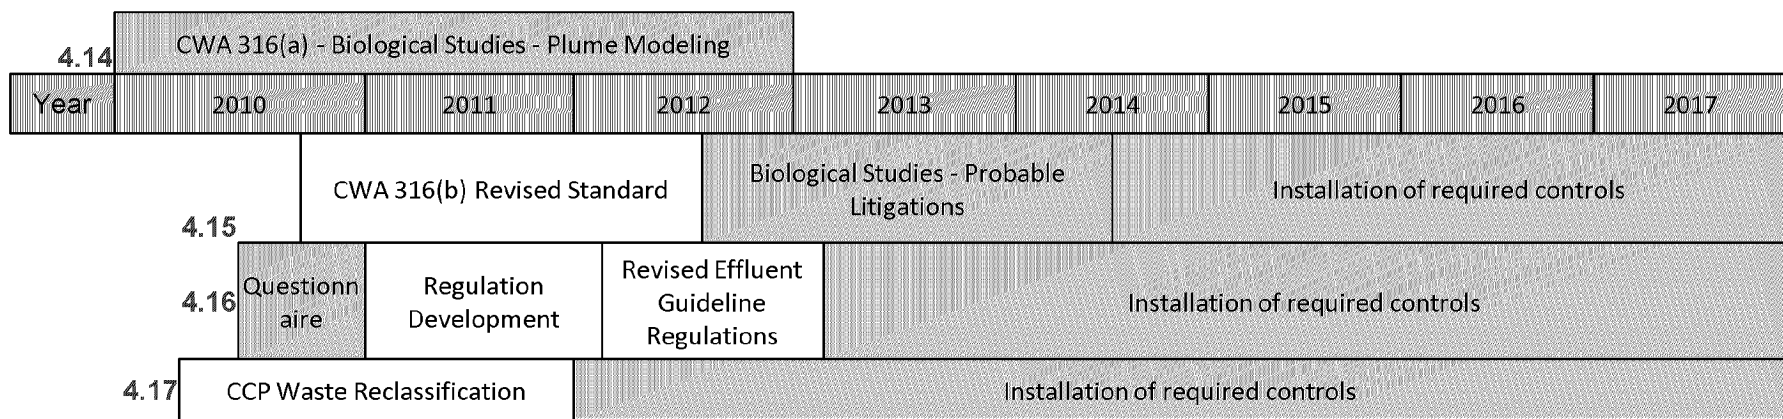 CWA 316(a) - Biological Studies - Plume Modeling
4.14
Year 2010 2011 2012 2013 2014 2015 2016 2017
CWA 316(b) Revised Standard
Biological Studies - Probable
Litigations
Installation of required controls
4.15
4.16
Questionn
aire
Regulation
Development
Revised Effluent
Guideline
Regulations
Installation of required controls
4.17
CCP Waste Reclassification
Installation of required controls